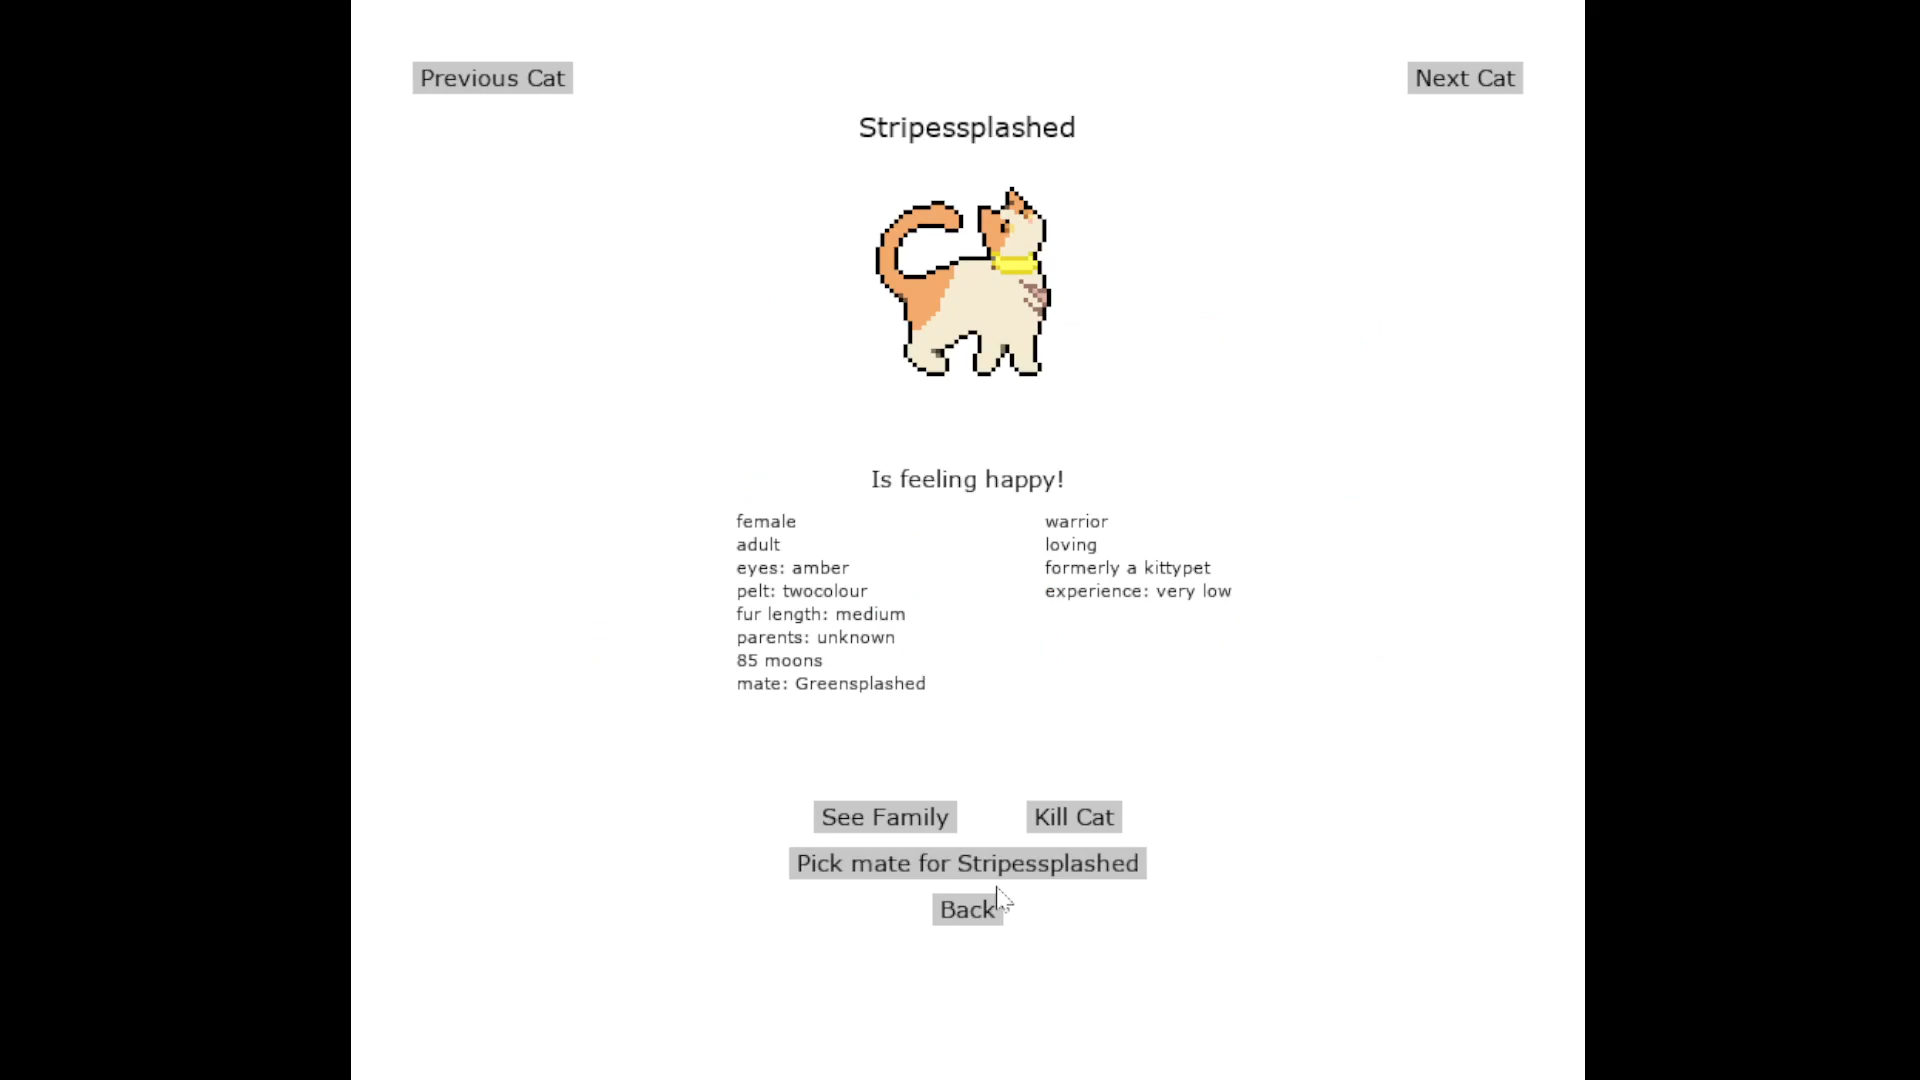 Previous Cat
Next Cat
Stripessplashed
Is feeling happy!
female
adult
eyes: amber
pelt: twocolour
fur length: medium
parents: unknown
85 moons
mate: Greensplashed
warrior
loving
formerly a kittypet
experience: very low
See Family
Kill Cat
Pick mate for Stripessplashed
Back